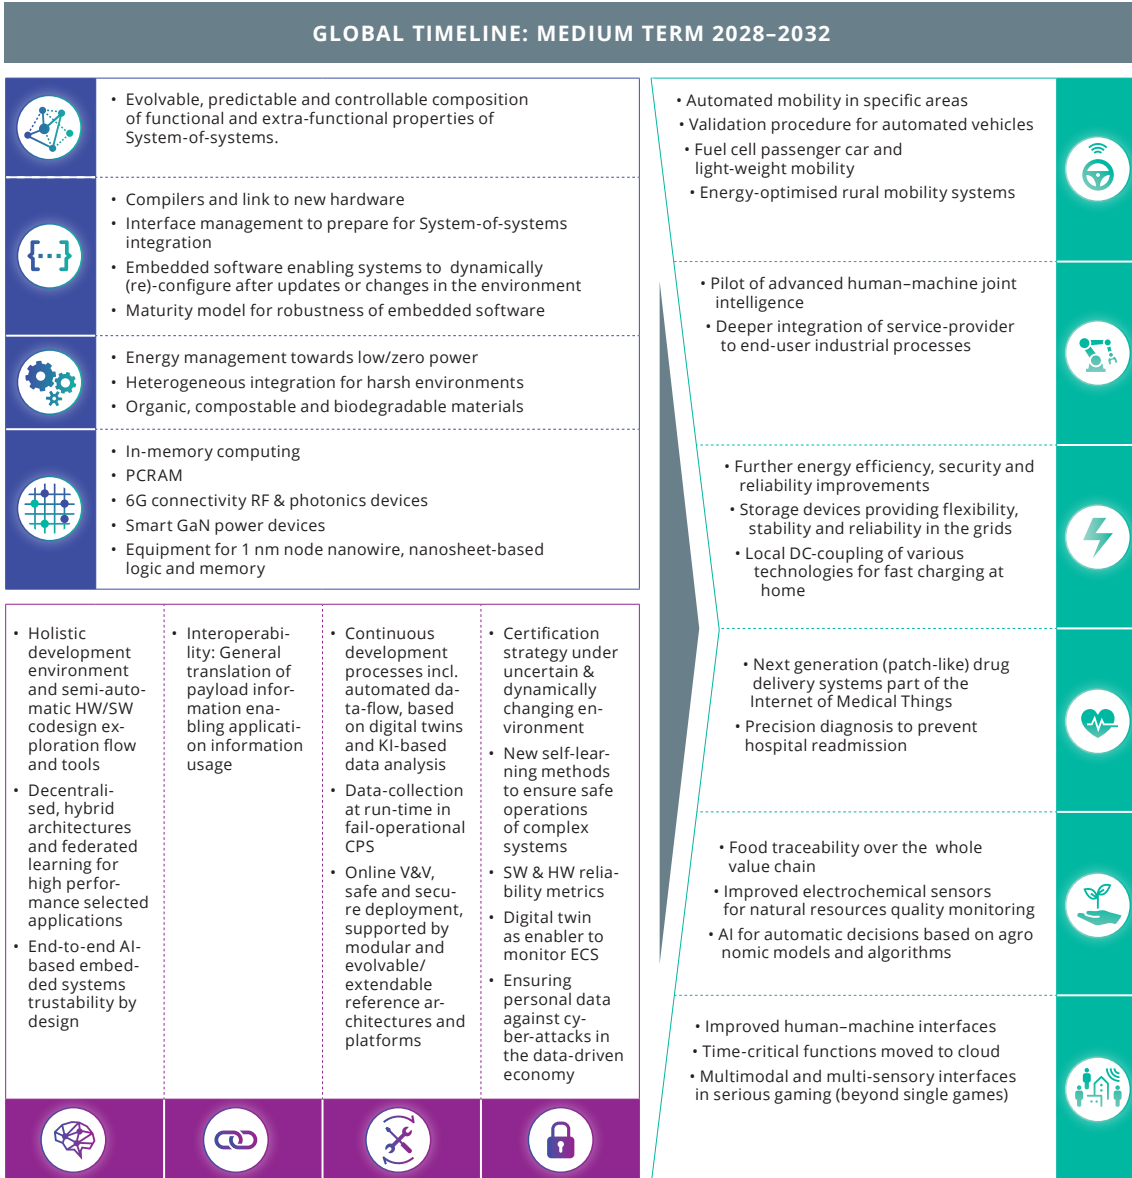 GLOBAL TIMELINE: MEDIUM TERM 2028–2032
• Evolvable, predictable and controllable composition
of functional and extra-functional properties of
System-of-systems.
• Compilers and link to new hardware
• Interface management to prepare for System-of-systems
integration
• Embedded software enabling systems to dynamically
(re)-configure after updates or changes in the environment
• Maturity model for robustness of embedded software
• Energy management towards low/zero power
• Heterogeneous integration for harsh environments
• Organic, compostable and biodegradable materials
• In-memory computing
• PCRAM
• 6G connectivity RF & photonics devices
• Smart GaN power devices
• Equipment for 1 nm node nanowire, nanosheet-based
logic and memory
• Holistic
development
environment
and semi-auto-
matic HW/SW
codesign ex-
ploration flow
and tools
• Decentrali-
sed, hybrid
architectures
and federated
learning for
high perfor-
mance selected
applications
• End-to-end AI-
based embed-
ded systems
trustability by
design
• Interoperabi-
lity: General
translation of
payload infor-
mation ena-
bling applicati-
on information
usage
• Continuous
development
processes incl.
automated da-
ta-flow, based
on digital twins
and KI-based
data analysis
• Data-collection
at run-time in
fail-operational
CPS
• Online V&V,
safe and secu-
re deployment,
supported by
modular and
evolvable/
extendable
reference ar-
chitectures and
platforms
• Certification
strategy under
uncertain &
dynamically
changing en-
vironment
• New self-lear-
ning methods
to ensure safe
operations
of complex
systems
• SW & HW relia-
bility metrics
• Digital twin
as enabler to
monitor ECS
• Ensuring
personal data
against cy-
ber-attacks in
the data-driven
economy
• Automated mobility in specific areas
• Validation procedure for automated vehicles
• Fuel cell passenger car and
light-weight mobility
• Energy-optimised rural mobility systems
• Pilot of advanced human–machine joint
intelligence
• Deeper integration of service-provider
to end-user industrial processes
• Further energy efficiency, security and
reliability improvements
• Storage devices providing flexibility,
stability and reliability in the grids
• Local DC-coupling of various
technologies for fast charging at
home
• Next generation (patch-like) drug
delivery systems part of the
Internet of Medical Things
• Precision diagnosis to prevent
hospital readmission
• Food traceability over the whole
value chain
• Improved electrochemical sensors
for natural resources quality monitoring
• AI for automatic decisions based on agro
nomic models and algorithms
• Improved human–machine interfaces
• Time-critical functions moved to cloud
• Multimodal and multi-sensory interfaces
in serious gaming (beyond single games)